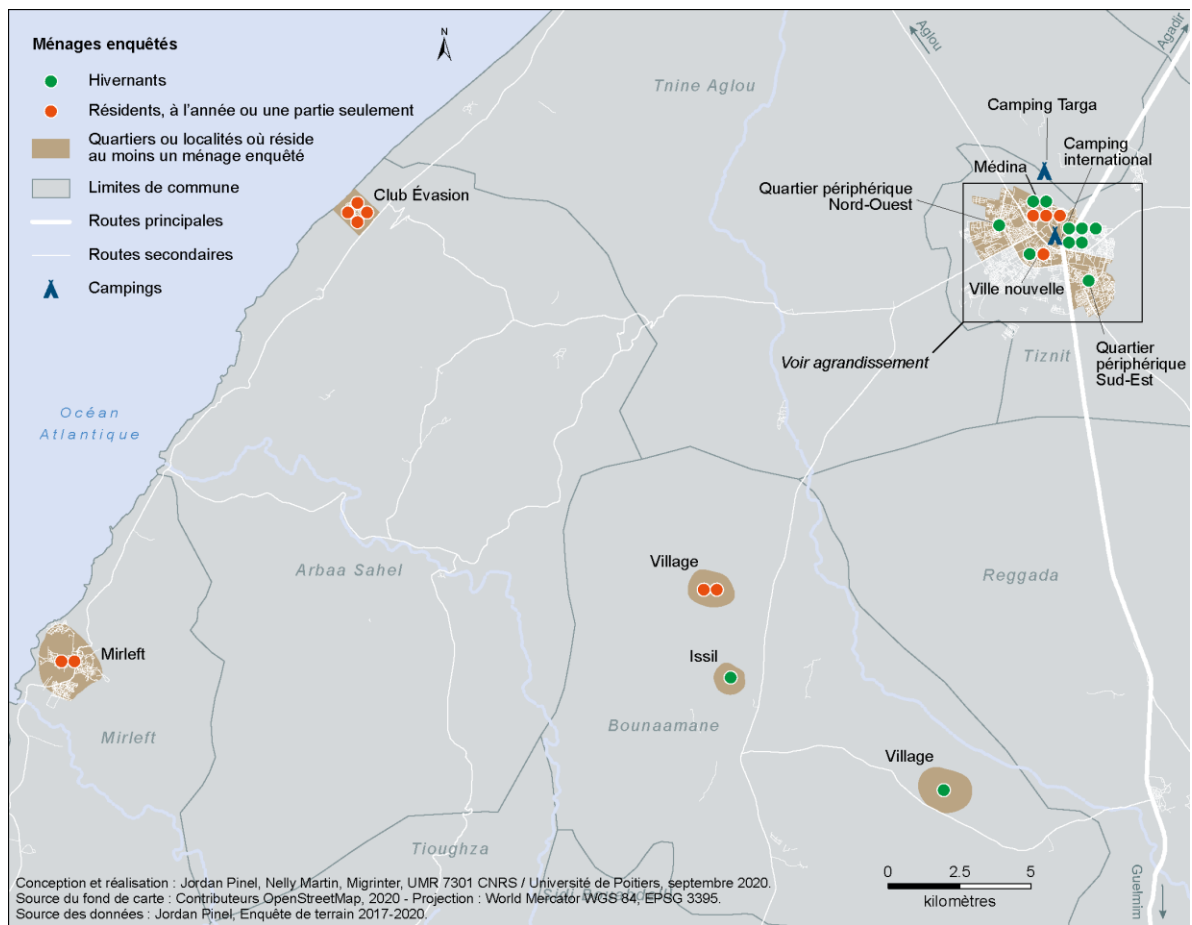 Ménages enquêtés
Hivernants
Résidents, à l'année ou une partie seulement
Quartiers ou localités où réside
au moins un ménage enquêté
Limites de commune
Routes principales
Routes secondaires
Campings
N
Aglou
Agadir
Tnine Aglou
Camping Targa
Camping
international
Médina
Quartier périphérique
Nord-Ouest
Club Évasion
Ville nouvelle
Voir agrandissement
Tiznit
Quartier
périphérique
Sud-Est
Océan
Atlantique
Arbaa Sahel
Village
Reggada
Mirleft
Issil
Mirleft
Bounaamane
Village
Tioughza
Guelmim
0 2.5 5
kilomètres
Conception et réalisation : Jordan Pinel, Nelly Martin, Migrinter, UMR 7301 CNRS / Université de Poitiers, septembre 2020.
Source du fond de carte : Contributeurs OpenStreetMap, 2020 - Projection : World Mercator WGS 84, EPSG 3395.
Source des données : Jordan Pinel, Enquête de terrain 2017-2020.